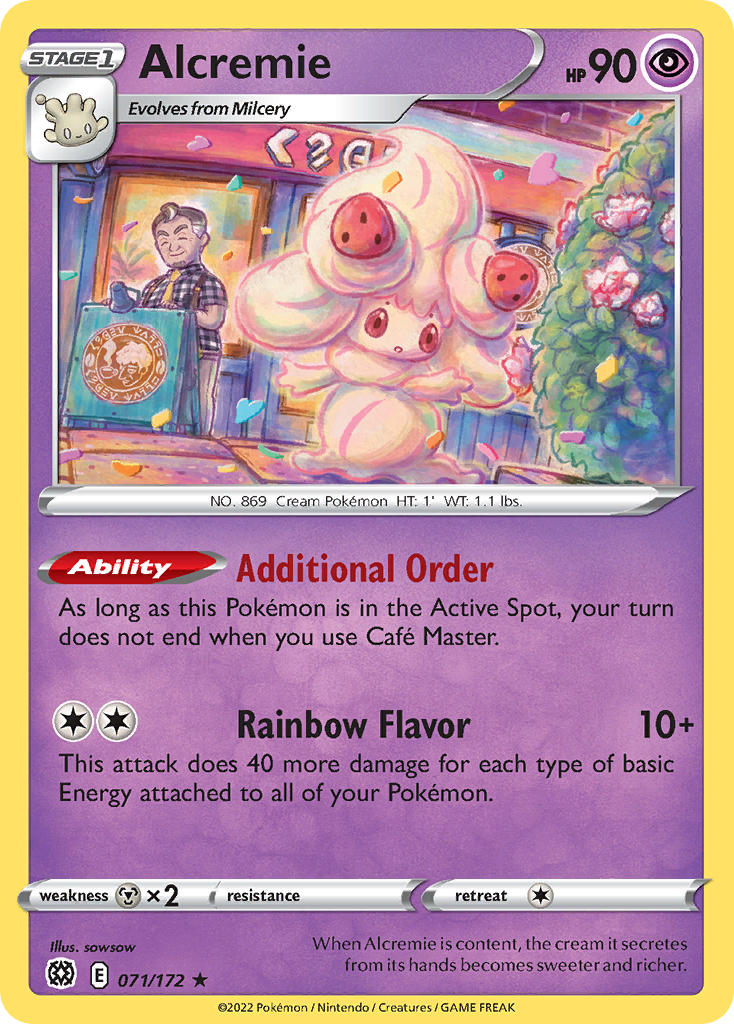 STAGE1
Alcremie
HP 90
Evolves from Milcery
NO. 869 Cream Pokémon HT: 1' WT: 1.1 lbs.
Ability Additional Order
As long as this Pokémon is in the Active Spot, your turn
does not end when you use Café Master.
Rainbow Flavor 10+
This attack does 40 more damage for each type of basic
Energy attached to all of your Pokémon.
weakness ×2 resistance retreat
Illus. sowsow
When Alcremie is content, the cream it secretes
from its hands becomes sweeter and richer.
E 071/172 ★
©2022 Pokémon / Nintendo / Creatures / GAME FREAK